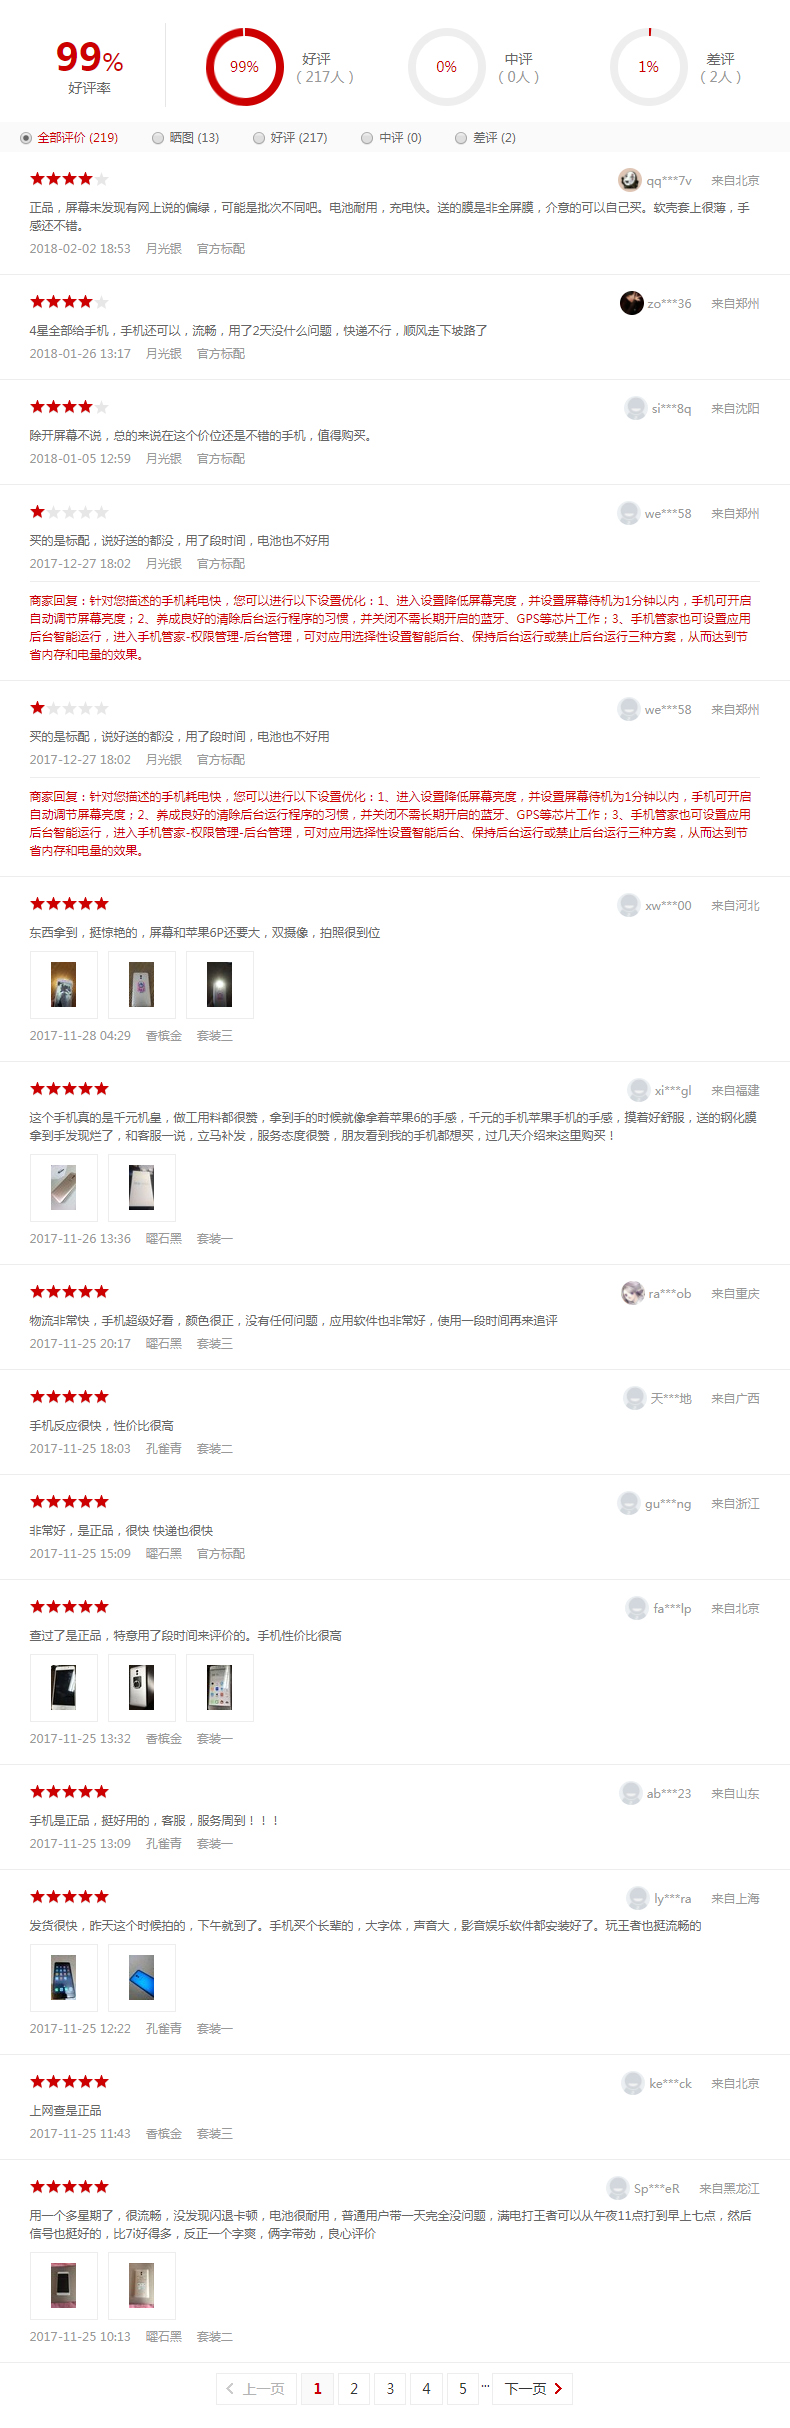 99%
好评率
99%
好评
( 217人 )
0%
中评
( 0人 )
1%
差评
( 2人 )
全部评价 (219)
晒图 (13)
好评 (217)
中评 (0)
差评 (2)
qq***7v 来自北京
正品，屏幕未发现有网上说的偏绿，可能是批次不同吧。电池耐用，充电快。送的膜是非全屏膜，介意的可以自己买。软壳套上很薄，手
感还不错。
2018-02-02 18:53 月光银 官方标配
zo***36 来自郑州
4星全部给手机，手机还可以，流畅，用了2天没什么问题，快递不行，顺风走下坡路了
2018-01-26 13:17 月光银 官方标配
si***8q 来自沈阳
除开屏幕不说，总的来说在这个价位还是不错的手机，值得购买。
2018-01-05 12:59 月光银 官方标配
we***58 来自郑州
买的是标配，说好送的都没，用了段时间，电池也不好用
2017-12-27 18:02 月光银 官方标配
商家回复：针对您描述的手机耗电快，您可以进行以下设置优化：1、进入设置降低屏幕亮度，并设置屏幕待机为1分钟以内，手机可开启
自动调节屏幕亮度；2、养成良好的清除后台运行程序的习惯，并关闭不需长期开启的蓝牙、GPS等芯片工作；3、手机管家也可设置应用
后台智能运行，进入手机管家-权限管理-后台管理，可对应用选择性设置智能后台、保持后台运行或禁止后台运行三种方案，从而达到节
省内存和电量的效果。
we***58 来自郑州
买的是标配，说好送的都没，用了段时间，电池也不好用
2017-12-27 18:02 月光银 官方标配
商家回复：针对您描述的手机耗电快，您可以进行以下设置优化：1、进入设置降低屏幕亮度，并设置屏幕待机为1分钟以内，手机可开启
自动调节屏幕亮度；2、养成良好的清除后台运行程序的习惯，并关闭不需长期开启的蓝牙、GPS等芯片工作；3、手机管家也可设置应用
后台智能运行，进入手机管家-权限管理-后台管理，可对应用选择性设置智能后台、保持后台运行或禁止后台运行三种方案，从而达到节
省内存和电量的效果。
xw***00 来自河北
东西拿到，挺惊艳的，屏幕和苹果6P还要大，双摄像，拍照很到位
2017-11-28 04:29 香槟金 套装三
xi***gl 来自福建
这个手机真的是千元机皇，做工用料都很赞，拿到手的时候就像拿着苹果6的手感，千元的手机苹果手机的手感，摸着好舒服，送的钢化膜
拿到手发现烂了，和客服一说，立马补发，服务态度很赞，朋友看到我的手机都想买，过几天介绍来这里购买！
2017-11-26 13:36 曜石黑 套装一
ra***ob 来自重庆
物流非常快，手机超级好看，颜色很正，没有任何问题，应用软件也非常好，使用一段时间再来追评
2017-11-25 20:17 曜石黑 套装三
天***地 来自广西
手机反应很快，性价比很高
2017-11-25 18:03 孔雀青 套装二
gu***ng 来自浙江
非常好，是正品，很快 快递也很快
2017-11-25 15:09 曜石黑 官方标配
fa***lp 来自北京
查过了是正品，特意用了段时间来评价的。手机性价比很高
2017-11-25 13:32 香槟金 套装一
ab***23 来自山东
手机是正品，挺好用的，客服，服务周到！！！
2017-11-25 13:09 孔雀青 套装一
ly***ra 来自上海
发货很快，昨天这个时候拍的，下午就到了。手机买个长辈的，大字体，声音大，影音娱乐软件都安装好了。玩王者也挺流畅的
2017-11-25 12:22 孔雀青 套装一
ke***ck 来自北京
上网查是正品
2017-11-25 11:43 香槟金 套装三
Sp***eR 来自黑龙江
用一个多星期了，很流畅，没发现闪退卡顿，电池很耐用，普通用户带一天完全没问题，满电打王者可以从午夜11点打到早上七点，然后
信号也挺好的，比7i好得多，反正一个字爽，俩字带劲，良心评价
2017-11-25 10:13 曜石黑 套装二
上一页 1 2 3 4 5 ... 下一页